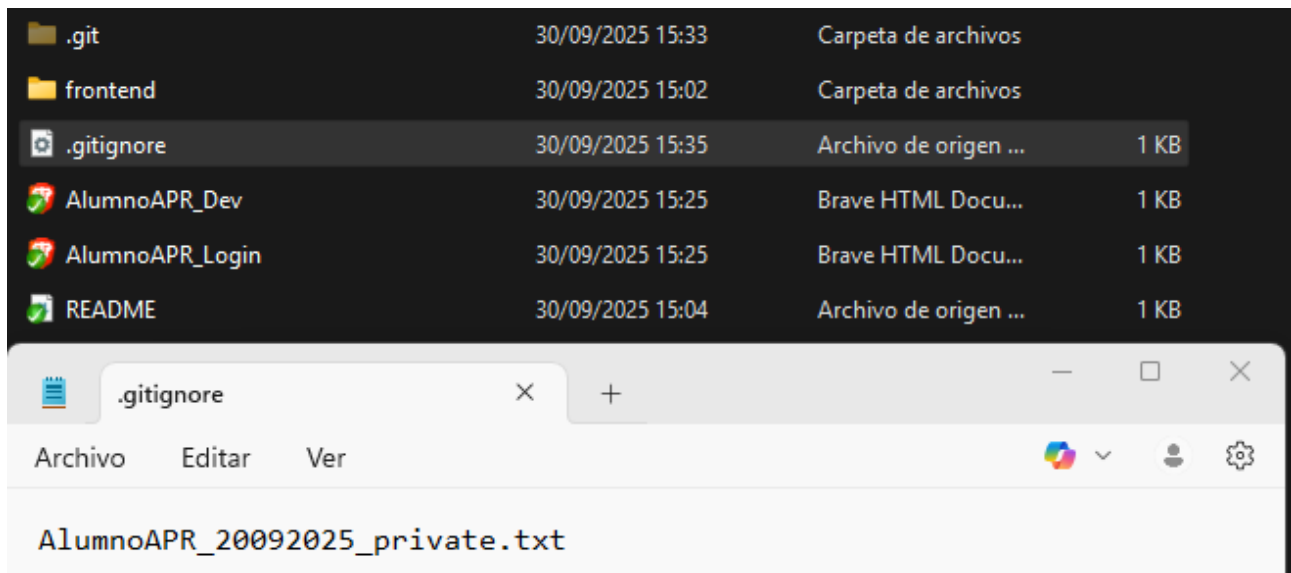 .git 30/09/2025 15:33 Carpeta de archivos
frontend 30/09/2025 15:02 Carpeta de archivos
.gitignore 30/09/2025 15:35 Archivo de origen ... 1 KB
AlumnoAPR_Dev 30/09/2025 15:25 Brave HTML Docu... 1 KB
AlumnoAPR_Login 30/09/2025 15:25 Brave HTML Docu... 1 KB
README 30/09/2025 15:04 Archivo de origen ... 1 KB
.gitignore
Archivo Editar Ver
AlumnoAPR_20092025_private.txt